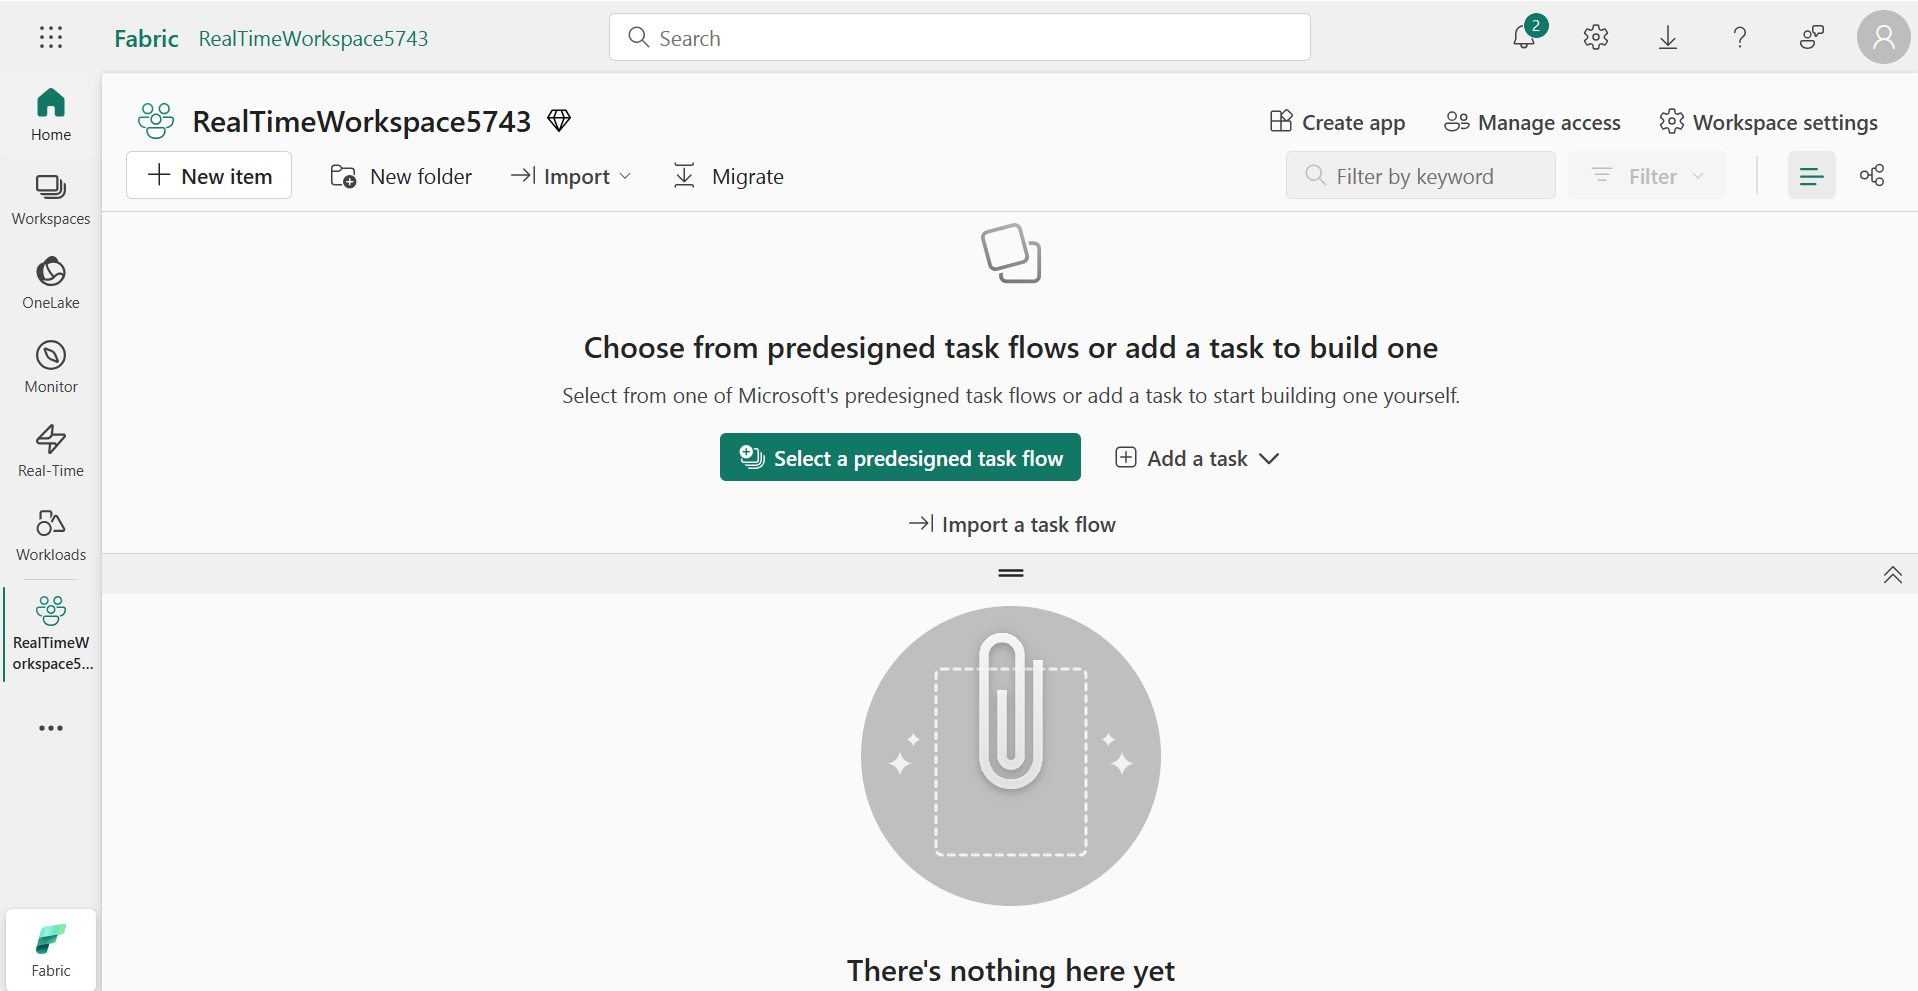 Fabric RealTimeWorkspace5743
Search
2
Home
Workspaces
OneLake
Monitor
Real-Time
Workloads
RealTimeW
orkspace5...
Fabric
RealTimeWorkspace5743
Create app
Manage access
Workspace settings
New item
New folder
Import
Migrate
Filter by keyword
Filter
Choose from predesigned task flows or add a task to build one
Select from one of Microsoft's predesigned task flows or add a task to start building one yourself.
Select a predesigned task flow
Add a task
Import a task flow
There's nothing here yet